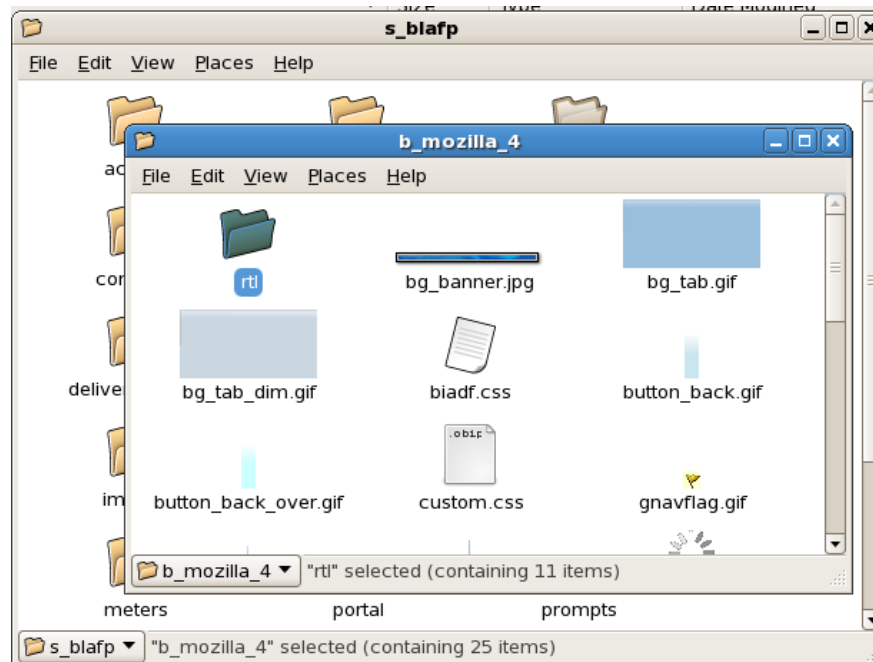 s_blafp
File Edit View Places Help
b_mozilla_4
File Edit View Places Help
rtl bg_banner.jpg bg_tab.gif
bg_tab_dim.gif biadf.css button_back.gif
.obip
button_back_over.gif custom.css gnavflag.gif
b_mozilla_4 "rtl" selected (containing 11 items)
meters portal prompts
s_blafp "b_mozilla_4" selected (containing 25 items)